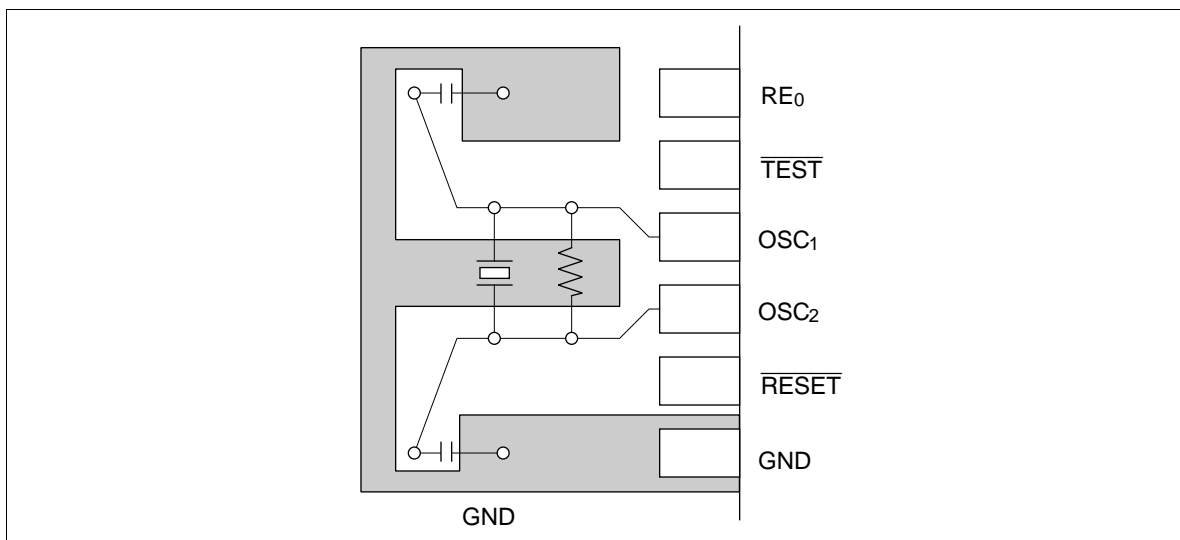 RE0
TEST
OSC1
OSC2
RESET
GND
GND